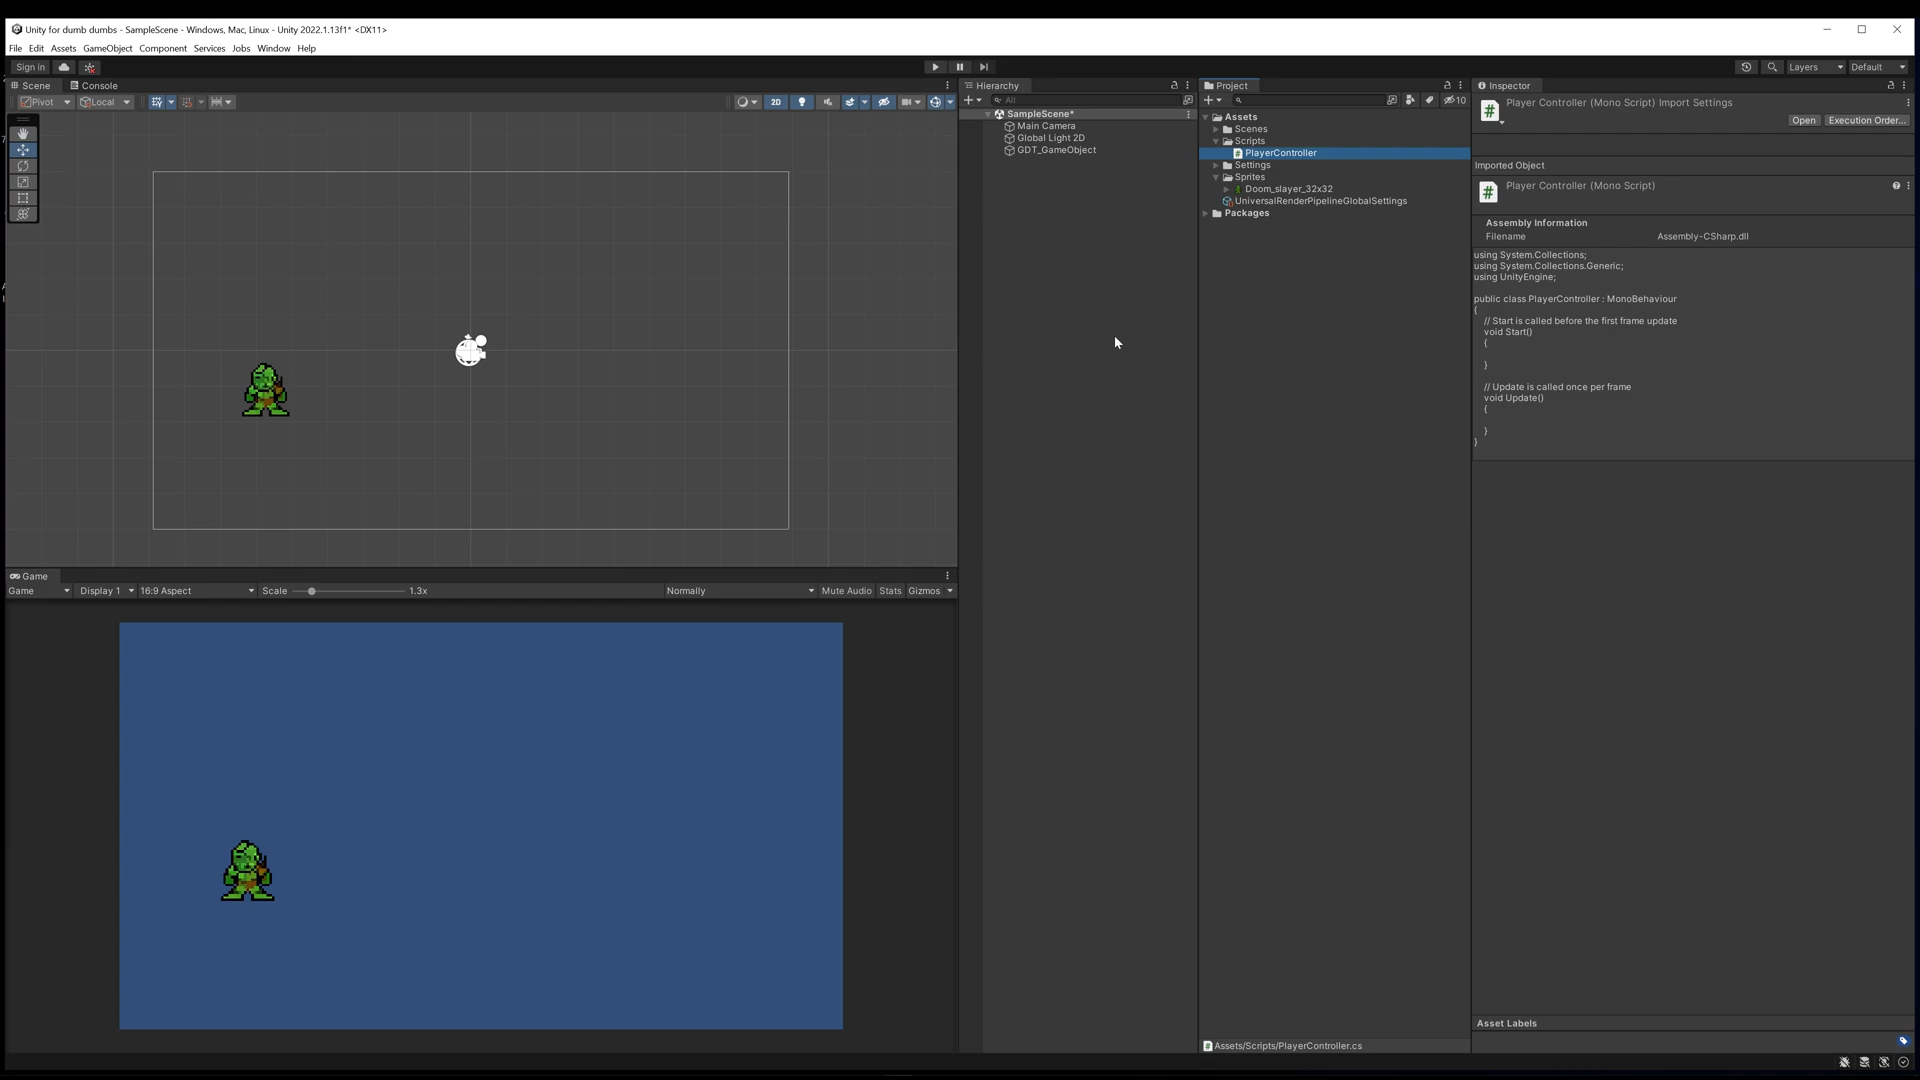 Unity for dumb dumbs - SampleScene - Windows, Mac, Linux - Unity 2022.1.13f1* <DX11>
File Edit Assets GameObject Component Services Jobs Window Help
Sign in
Layers
Default
Scene
Console
Pivot
Local
2D
Game
Game
Display 1
16:9 Aspect
Scale
1.3x
Normally
Mute Audio
Stats
Gizmos
Hierarchy
All
SampleScene*
Main Camera
Global Light 2D
GDT_GameObject
Project
10
Assets
Scenes
Scripts
PlayerController
Settings
Sprites
Doom_slayer_32x32
UniversalRenderPipelineGlobalSettings
Packages
Assets/Scripts/PlayerController.cs
Inspector
Player Controller (Mono Script) Import Settings
Open
Execution Order...
Imported Object
Player Controller (Mono Script)
Assembly Information
Filename Assembly-CSharp.dll
using System.Collections;
using System.Collections.Generic;
using UnityEngine;
public class PlayerController : MonoBehaviour
{
// Start is called before the first frame update
void Start()
{
}
// Update is called once per frame
void Update()
{
}
}
Asset Labels